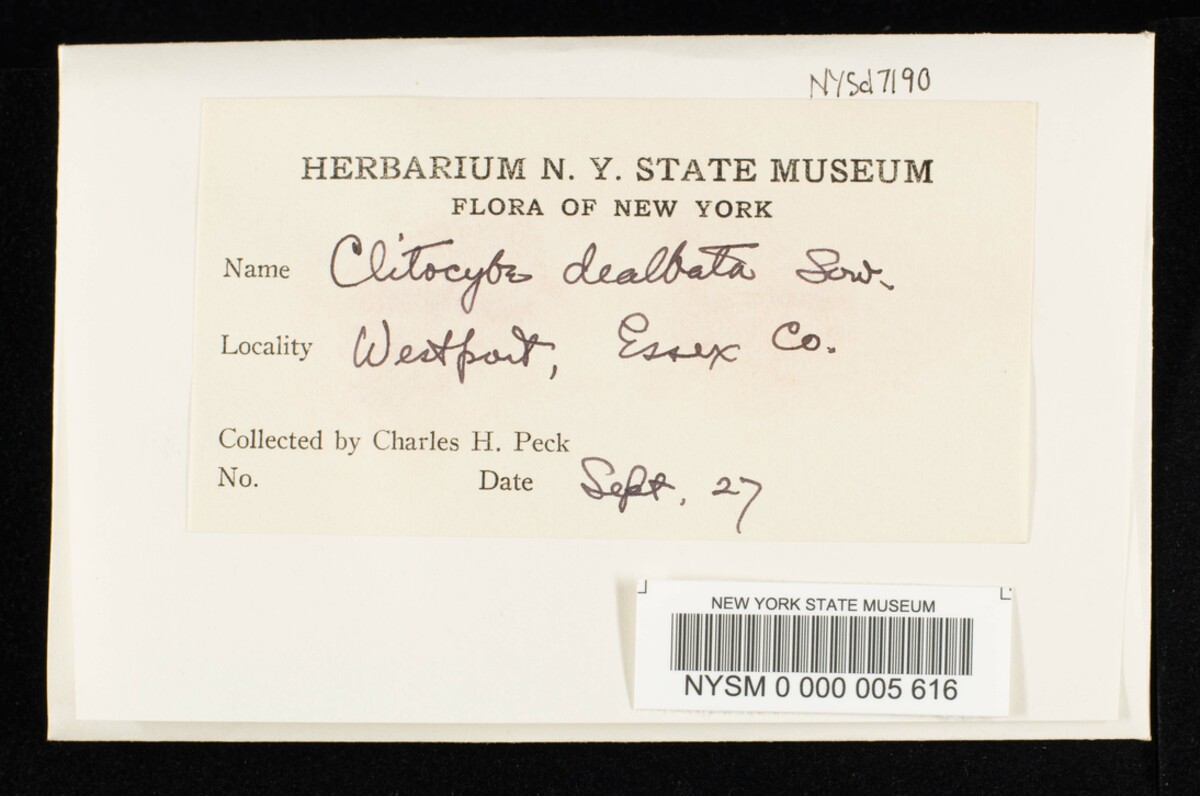 NYSd7190
HERBARIUM N. Y. STATE MUSEUM
FLORA OF NEW YORK
Name Clitocybe dealbata Sow.
Locality Westport, Essex Co.
Collected by Charles H. Peck
No. Date Sept. 27
NEW YORK STATE MUSEUM
NYSM 0 000 005 616